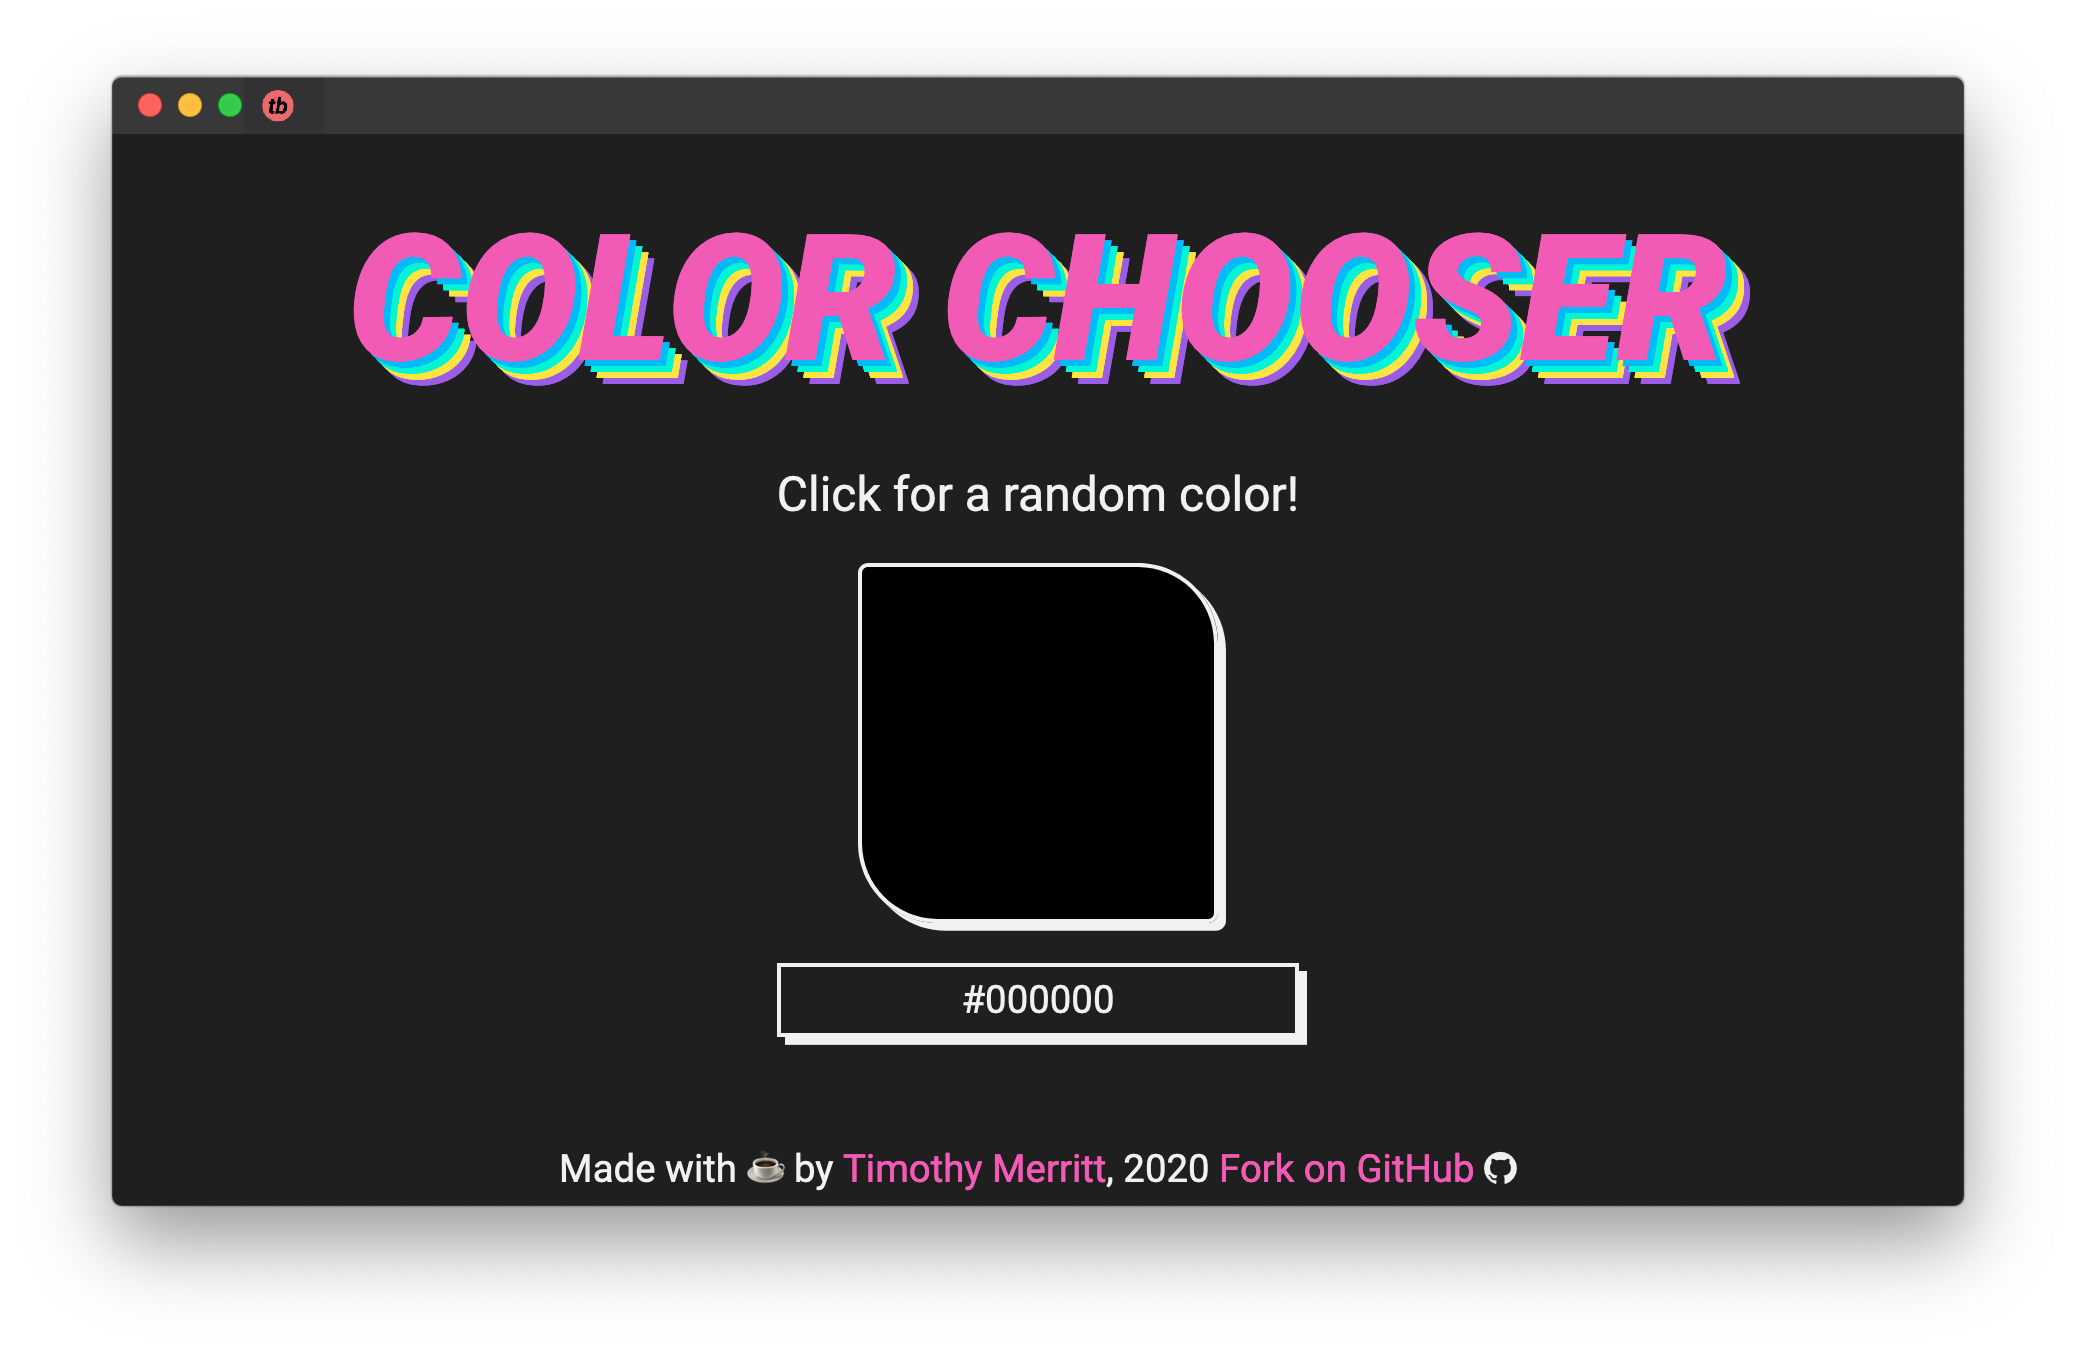 tb
COLOR CHOOSER
Click for a random color!
#000000
Made with ☕ by Timothy Merritt, 2020 Fork on GitHub